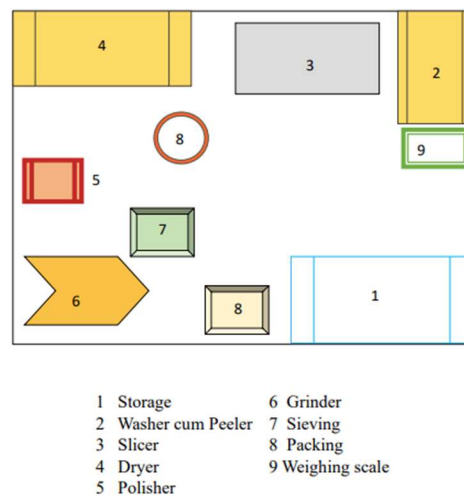 4
3
2
8
9
5
7
6
8
1
1 Storage
2 Washer cum Peeler
3 Slicer
4 Dryer
5 Polisher
6 Grinder
7 Sieving
8 Packing
9 Weighing scale